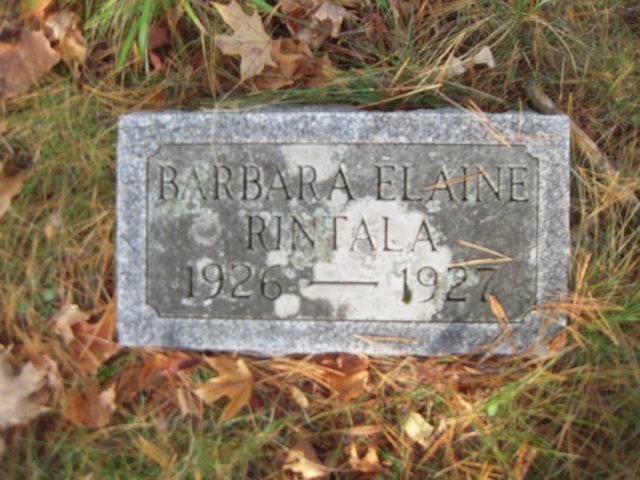 BARBARA ELAINE
RINTALA
1926 — 1927